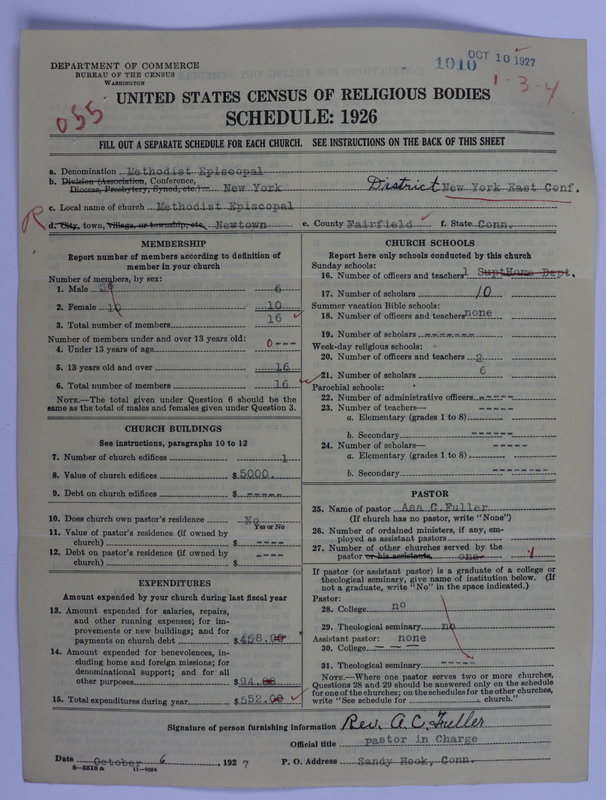 DEPARTMENT OF COMMERCE
BUREAU OF THE CENSUS
WASHINGTON
1010 OCT 10 1927
1-3-4
055
UNITED STATES CENSUS OF RELIGIOUS BODIES
SCHEDULE: 1926
FILL OUT A SEPARATE SCHEDULE FOR EACH CHURCH. SEE INSTRUCTIONS ON THE BACK OF THIS SHEET
a. Denomination Methodist Episcopal
b. Division (Association, Conference,
Diocese, Presbytery, Synod, etc.) New York District New York East Conf.
c. Local name of church Methodist Episcopal
R
d. City, town, village, or township, etc. Newtown e. County Fairfield f. State Conn.
MEMBERSHIP
Report number of members according to definition of
member in your church
Number of members, by sex:
1. Male 6
2. Female 10 10
3. Total number of members 16
Number of members under and over 13 years old:
4. Under 13 years of age 0 ---
5. 13 years old and over 16
6. Total number of members 16
NOTE.—The total given under Question 6 should be the
same as the total of males and females given under Question 3.
CHURCH BUILDINGS
See instructions, paragraphs 10 to 12
7. Number of church edifices 1
8. Value of church edifices $5000.
9. Debt on church edifices $ -----
10. Does church own pastor's residence No
Yes or No
11. Value of pastor's residence (if owned by
church) $ ----
12. Debt on pastor's residence (if owned by
church) $ ----
EXPENDITURES
Amount expended by your church during last fiscal year
13. Amount expended for salaries, repairs,
and other running expenses; for im-
provements or new buildings; and for
payments on church debt $458.00
14. Amount expended for benevolences, in-
cluding home and foreign missions; for
denominational support; and for all
other purposes $94.00
15. Total expenditures during year $552.00
CHURCH SCHOOLS
Report here only schools conducted by this church
Sunday schools:
16. Number of officers and teachers 1 Supt Home Dept.
17. Number of scholars 10
Summer vacation Bible schools:
18. Number of officers and teachers none
19. Number of scholars -------
Week-day religious schools:
20. Number of officers and teachers 2
21. Number of scholars 6
Parochial schools:
22. Number of administrative officers -----
23. Number of teachers—
a. Elementary (grades 1 to 8) -----
b. Secondary ------
24. Number of scholars—
a. Elementary (grades 1 to 8) -----
b. Secondary --------
PASTOR
25. Name of pastor Asa C. Fuller
(If church has no pastor, write "None")
26. Number of ordained ministers, if any, em-
ployed as assistant pastors
27. Number of other churches served by the
pastor or his assistants one 1
If pastor (or assistant pastor) is a graduate of a college or
theological seminary, give name of institution below. (If
not a graduate, write "No" in the space indicated.)
Pastor:
28. College no
29. Theological seminary no
Assistant pastor: none
30. College ---
31. Theological seminary -----
NOTE.—Where one pastor serves two or more churches,
Questions 28 and 29 should be answered only on the schedule
for one of the churches; on the schedules for the other churches,
write "See schedule for church."
Signature of person furnishing information Rev. A. C. Fuller
Official title pastor in Charge
Date October 6, 1927 P. O. Address Sandy Hook, Conn.
8—5518 a 11—9054